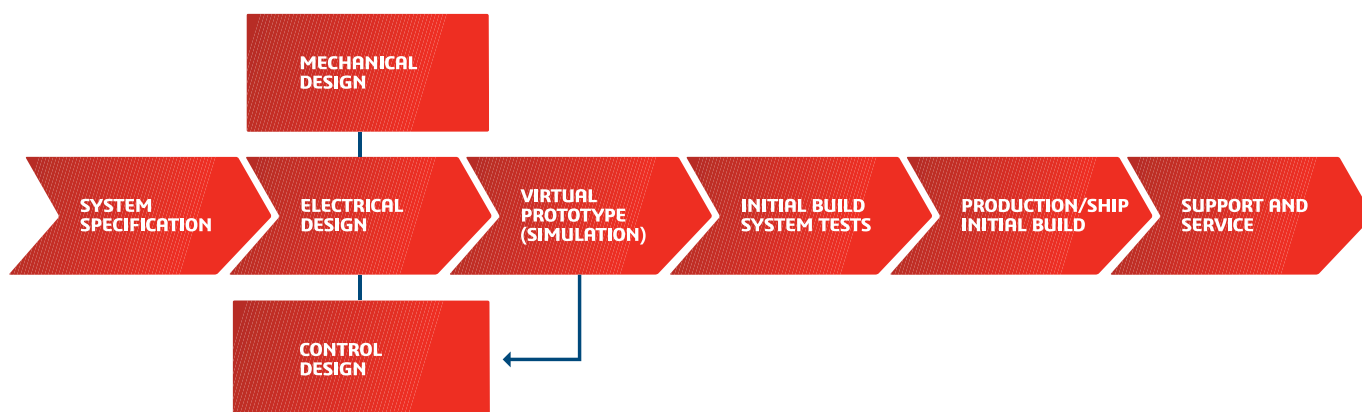 MECHANICAL
DESIGN
SYSTEM
SPECIFICATION
ELECTRICAL
DESIGN
VIRTUAL
PROTOTYPE
(SIMULATION)
INITIAL BUILD
SYSTEM TESTS
PRODUCTION/SHIP
INITIAL BUILD
SUPPORT AND
SERVICE
CONTROL
DESIGN